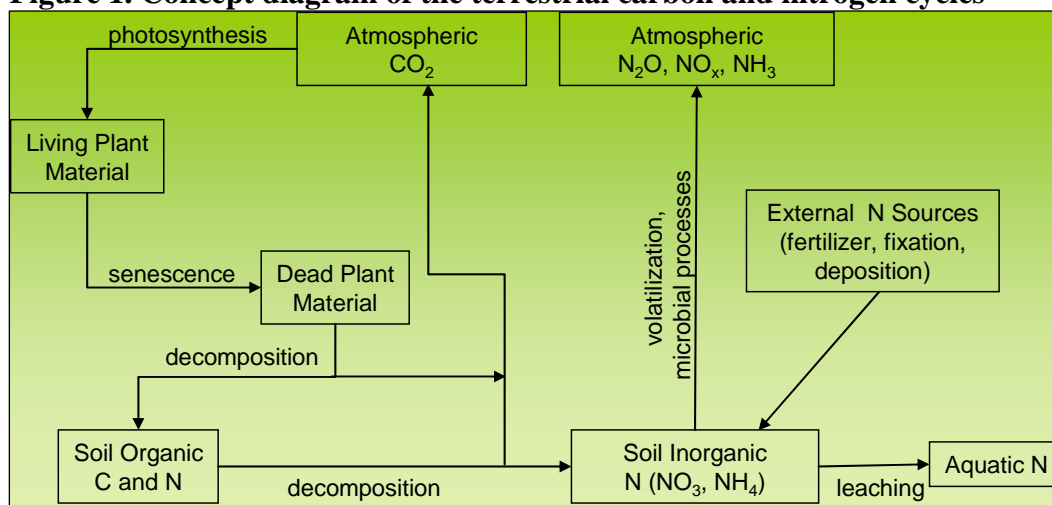 Figure 1. Concept diagram of the terrestrial carbon and nitrogen cycles
photosynthesis
Atmospheric
CO₂
Atmospheric
N₂O, NOₓ, NH₃
Living Plant
Material
volatilization,
microbial processes
External N Sources
(fertilizer, fixation,
deposition)
senescence
Dead Plant
Material
decomposition
Soil Organic
C and N
decomposition
Soil Inorganic
N (NO₃, NH₄)
leaching
Aquatic N